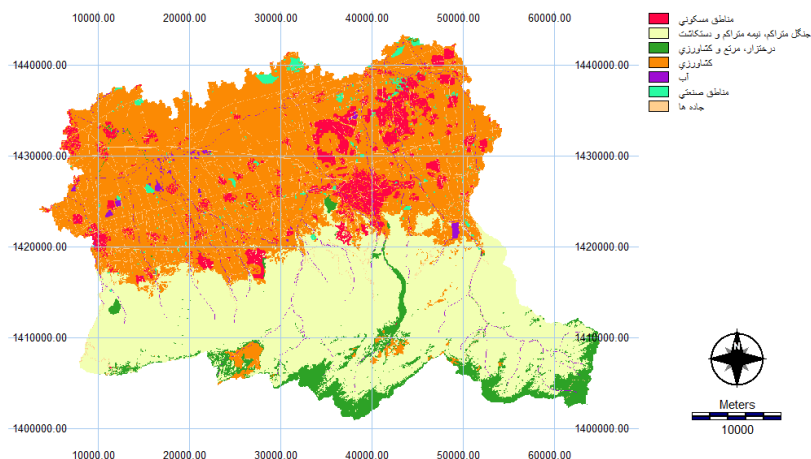 10000.00 20000.00 30000.00 40000.00 50000.00 60000.00
مناطق مسکوني
جنگل متراکم، نیمه متراکم و دستکاشت
درختزار، مرتع و کشاورزي
کشاورزي
آب
مناطق صنعتي
جاده ها
1440000.00 1440000.00
1430000.00 1430000.00
1420000.00 1420000.00
1410000.00 1410000.00
1400000.00 1400000.00
Meters
10000
10000.00 20000.00 30000.00 40000.00 50000.00 60000.00